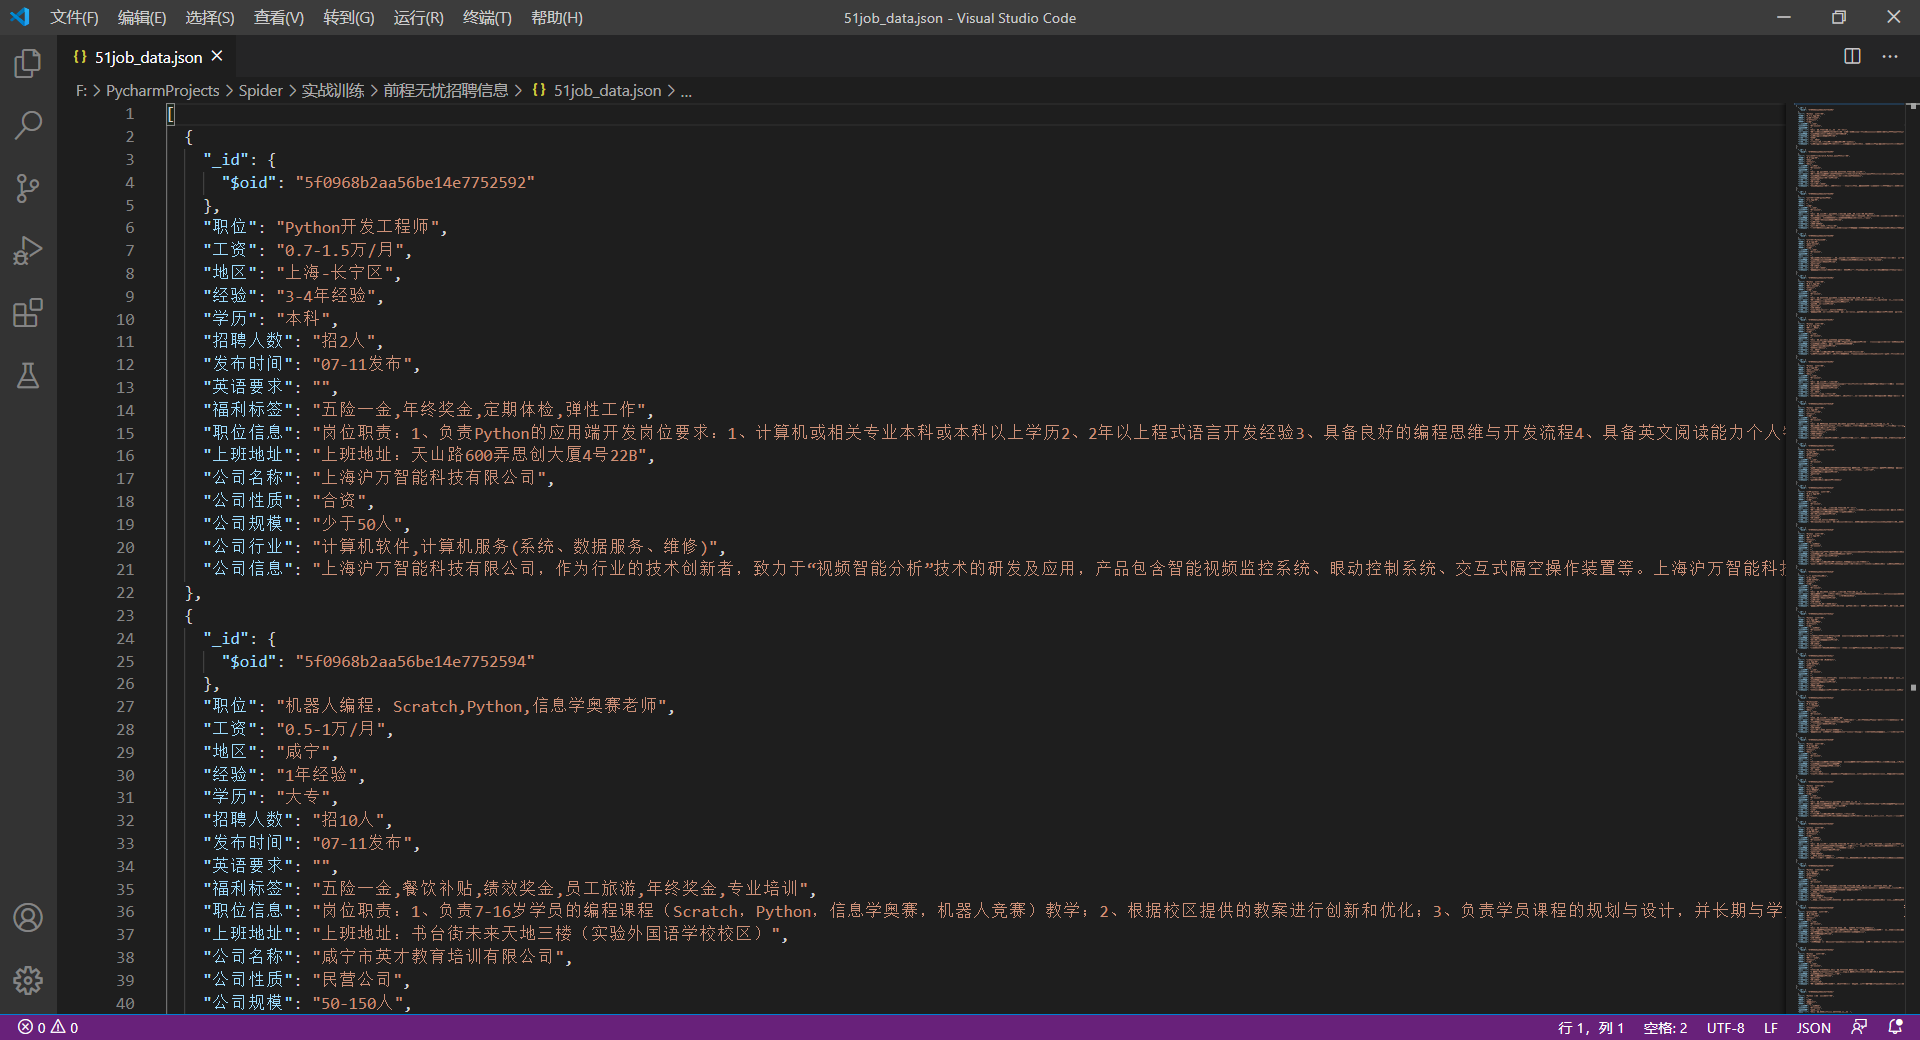 文件(F) 编辑(E) 选择(S) 查看(V) 转到(G) 运行(R) 终端(T) 帮助(H) 51job_data.json - Visual Studio Code
51job_data.json
F: > PycharmProjects > Spider > 实战训练 > 前程无忧招聘信息 > {} 51job_data.json > ...
1 [
2 {
3 "_id": {
4 "$oid": "5f0968b2aa56be14e7752592"
5 },
6 "职位": "Python开发工程师",
7 "工资": "0.7-1.5万/月",
8 "地区": "上海-长宁区",
9 "经验": "3-4年经验",
10 "学历": "本科",
11 "招聘人数": "招2人",
12 "发布时间": "07-11发布",
13 "英语要求": "",
14 "福利标签": "五险一金,年终奖金,定期体检,弹性工作",
15 "职位信息": "岗位职责：1、负责Python的应用端开发岗位要求：1、计算机或相关专业本科或本科以上学历2、2年以上程式语言开发经验3、具备良好的编程思维与开发流程4、具备英文阅读能力个人
16 "上班地址": "上班地址：天山路600弄思创大厦4号22B",
17 "公司名称": "上海沪万智能科技有限公司",
18 "公司性质": "合资",
19 "公司规模": "少于50人",
20 "公司行业": "计算机软件,计算机服务(系统、数据服务、维修)",
21 "公司信息": "上海沪万智能科技有限公司，作为行业的技术创新者，致力于“视频智能分析”技术的研发及应用，产品包含智能视频监控系统、眼动控制系统、交互式隔空操作装置等。上海沪万智能科
22 },
23 {
24 "_id": {
25 "$oid": "5f0968b2aa56be14e7752594"
26 },
27 "职位": "机器人编程，Scratch,Python,信息学奥赛老师",
28 "工资": "0.5-1万/月",
29 "地区": "咸宁",
30 "经验": "1年经验",
31 "学历": "大专",
32 "招聘人数": "招10人",
33 "发布时间": "07-11发布",
34 "英语要求": "",
35 "福利标签": "五险一金,餐饮补贴,绩效奖金,员工旅游,年终奖金,专业培训",
36 "职位信息": "岗位职责：1、负责7-16岁学员的编程课程（Scratch，Python，信息学奥赛，机器人竞赛）教学；2、根据校区提供的教案进行创新和优化；3、负责学员课程的规划与设计，并长期与学
37 "上班地址": "上班地址：书台街未来天地三楼（实验外国语学校校区）",
38 "公司名称": "咸宁市英才教育培训有限公司",
39 "公司性质": "民营公司",
40 "公司规模": "50-150人",
0 0 行 1，列 1 空格: 2 UTF-8 LF JSON